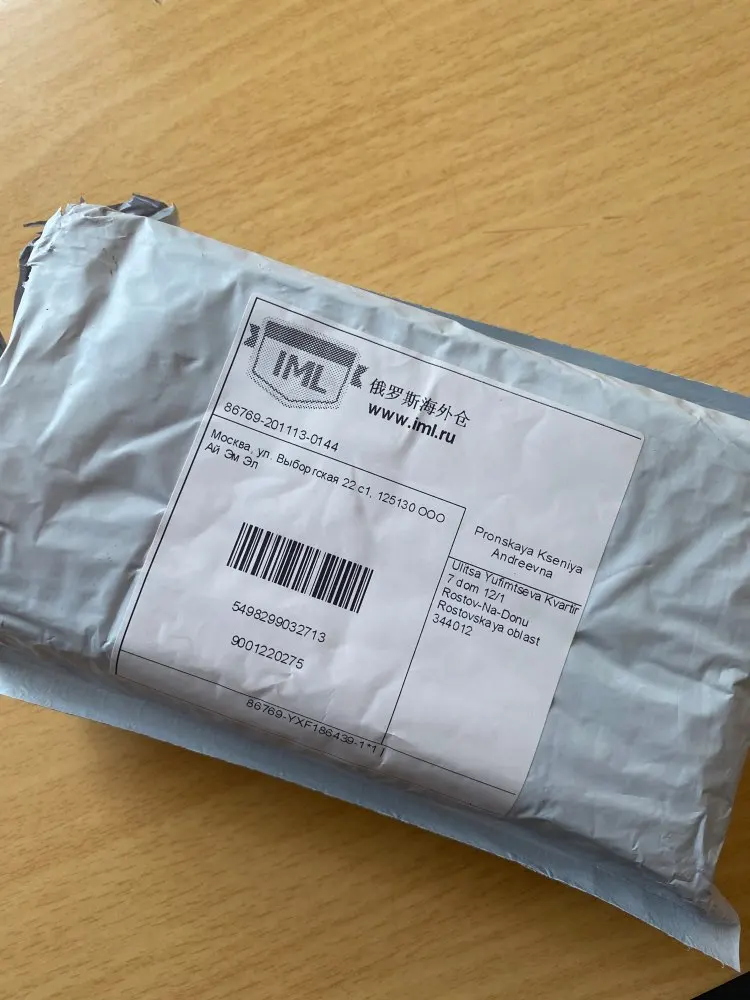 IML
俄罗斯海外仓
www.iml.ru
86769-201113-0144
Москва, ул. Выборгская 22 с1, 125130 ООО
Ай Эм Эл
5498299032713
9001220275
Pronskaya Kseniya
Andreevna
Ulitsa Yufimtseva Kvartir
7 dom 12/1
Rostov-Na-Donu
Rostovskaya oblast
344012
86769-YXF186439-1*1